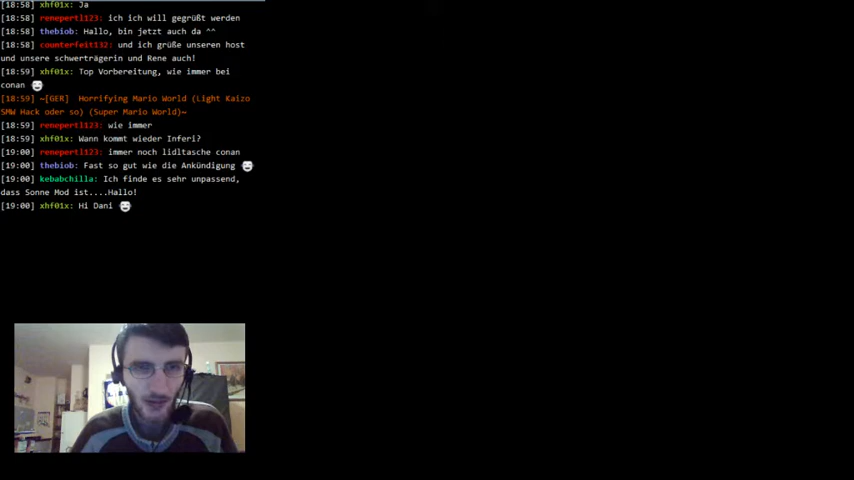 [18:58] xhf01x: Ja
[18:58] renepertl123: ich ich will gegrüßt werden
[18:58] thebiob: Hallo, bin jetzt auch da ^^
[18:58] counterfeit132: und ich grüße unseren host
und unsere schwerträgerin und Rene auch!
[18:59] xhf01x: Top Vorbereitung, wie immer bei
conan
[18:59] ~[GER] Horrifying Mario World (Light Kaizo
SMW Hack oder so) (Super Mario World)~
[18:59] renepertl123: wie immer
[18:59] xhf01x: Wann kommt wieder Inferi?
[19:00] renepertl123: immer noch lidltasche conan
[19:00] thebiob: Fast so gut wie die Ankündigung
[19:00] kebabchilla: Ich finde es sehr unpassend,
dass Sonne Mod ist....Hallo!
[19:00] xhf01x: Hi Dani